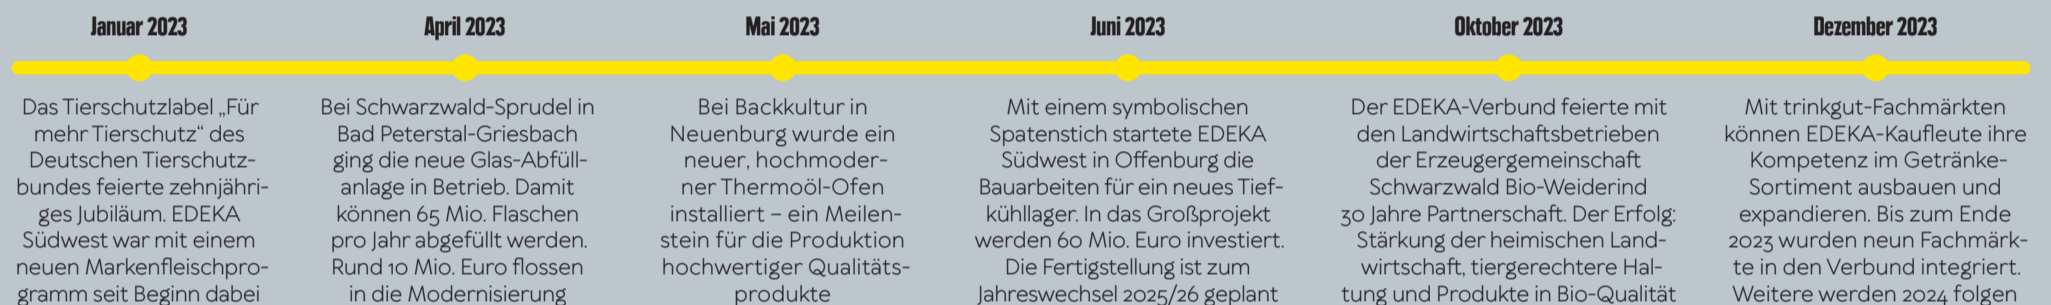 Januar 2023
Das Tierschutzlabel „Für
mehr Tierschutz“ des
Deutschen Tierschutz-
bundes feierte zehnjähri-
ges Jubiläum. EDEKA
Südwest war mit einem
neuen Markenfleischpro-
gramm seit Beginn dabei
April 2023
Bei Schwarzwald-Sprudel in
Bad Peterstal-Griesbach
ging die neue Glas-Abfüll-
anlage in Betrieb. Damit
können 65 Mio. Flaschen
pro Jahr abgefüllt werden.
Rund 10 Mio. Euro flossen
in die Modernisierung
Mai 2023
Bei Backkultur in
Neuenburg wurde ein
neuer, hochmoder-
ner Thermoöl-Ofen
installiert – ein Meilen-
stein für die Produktion
hochwertiger Qualitäts-
produkte
Juni 2023
Mit einem symbolischen
Spatenstich startete EDEKA
Südwest in Offenburg die
Bauarbeiten für ein neues Tief-
kühllager. In das Großprojekt
werden 60 Mio. Euro investiert.
Die Fertigstellung ist zum
Jahreswechsel 2025/26 geplant
Oktober 2023
Der EDEKA-Verbund feierte mit
den Landwirtschaftsbetrieben
der Erzeugergemeinschaft
Schwarzwald Bio-Weiderind
30 Jahre Partnerschaft. Der Erfolg:
Stärkung der heimischen Land-
wirtschaft, tiergerechtere Hal-
tung und Produkte in Bio-Qualität
Dezember 2023
Mit trinkgut-Fachmärkten
können EDEKA-Kaufleute ihre
Kompetenz im Getränke-
Sortiment ausbauen und
expandieren. Bis zum Ende
2023 wurden neun Fachmärk-
te in den Verbund integriert.
Weitere werden 2024 folgen